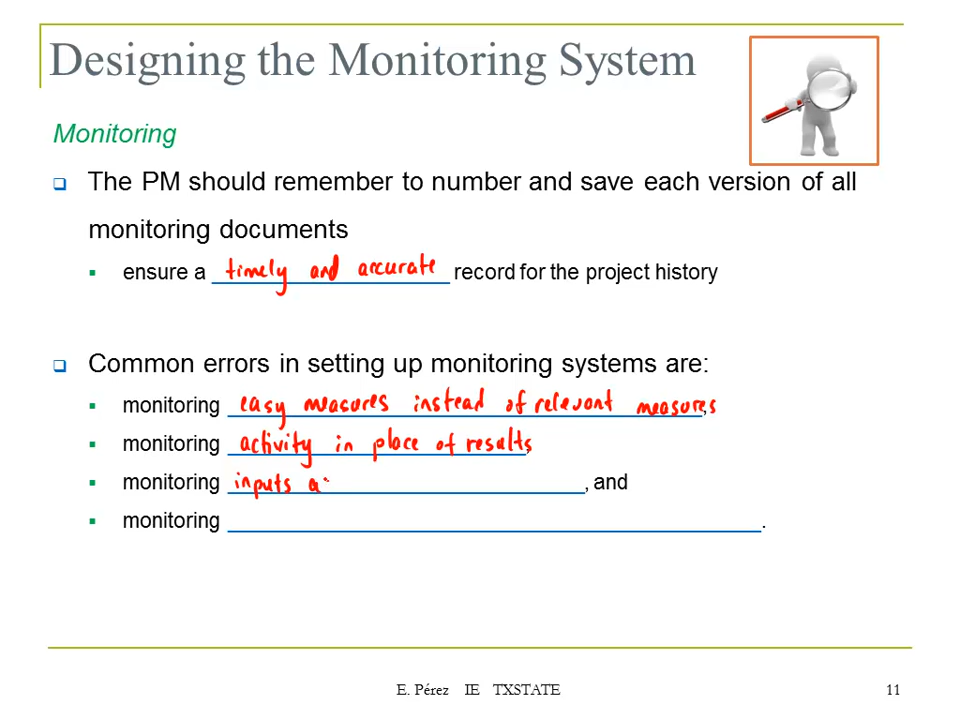 Designing the Monitoring System
Monitoring
The PM should remember to number and save each version of all
monitoring documents
ensure a timely and accurate record for the project history
Common errors in setting up monitoring systems are:
monitoring easy measures instead of relevant measures,
monitoring activity in place of results,
monitoring inputs a , and
monitoring .
E. Pérez IE TXSTATE 11